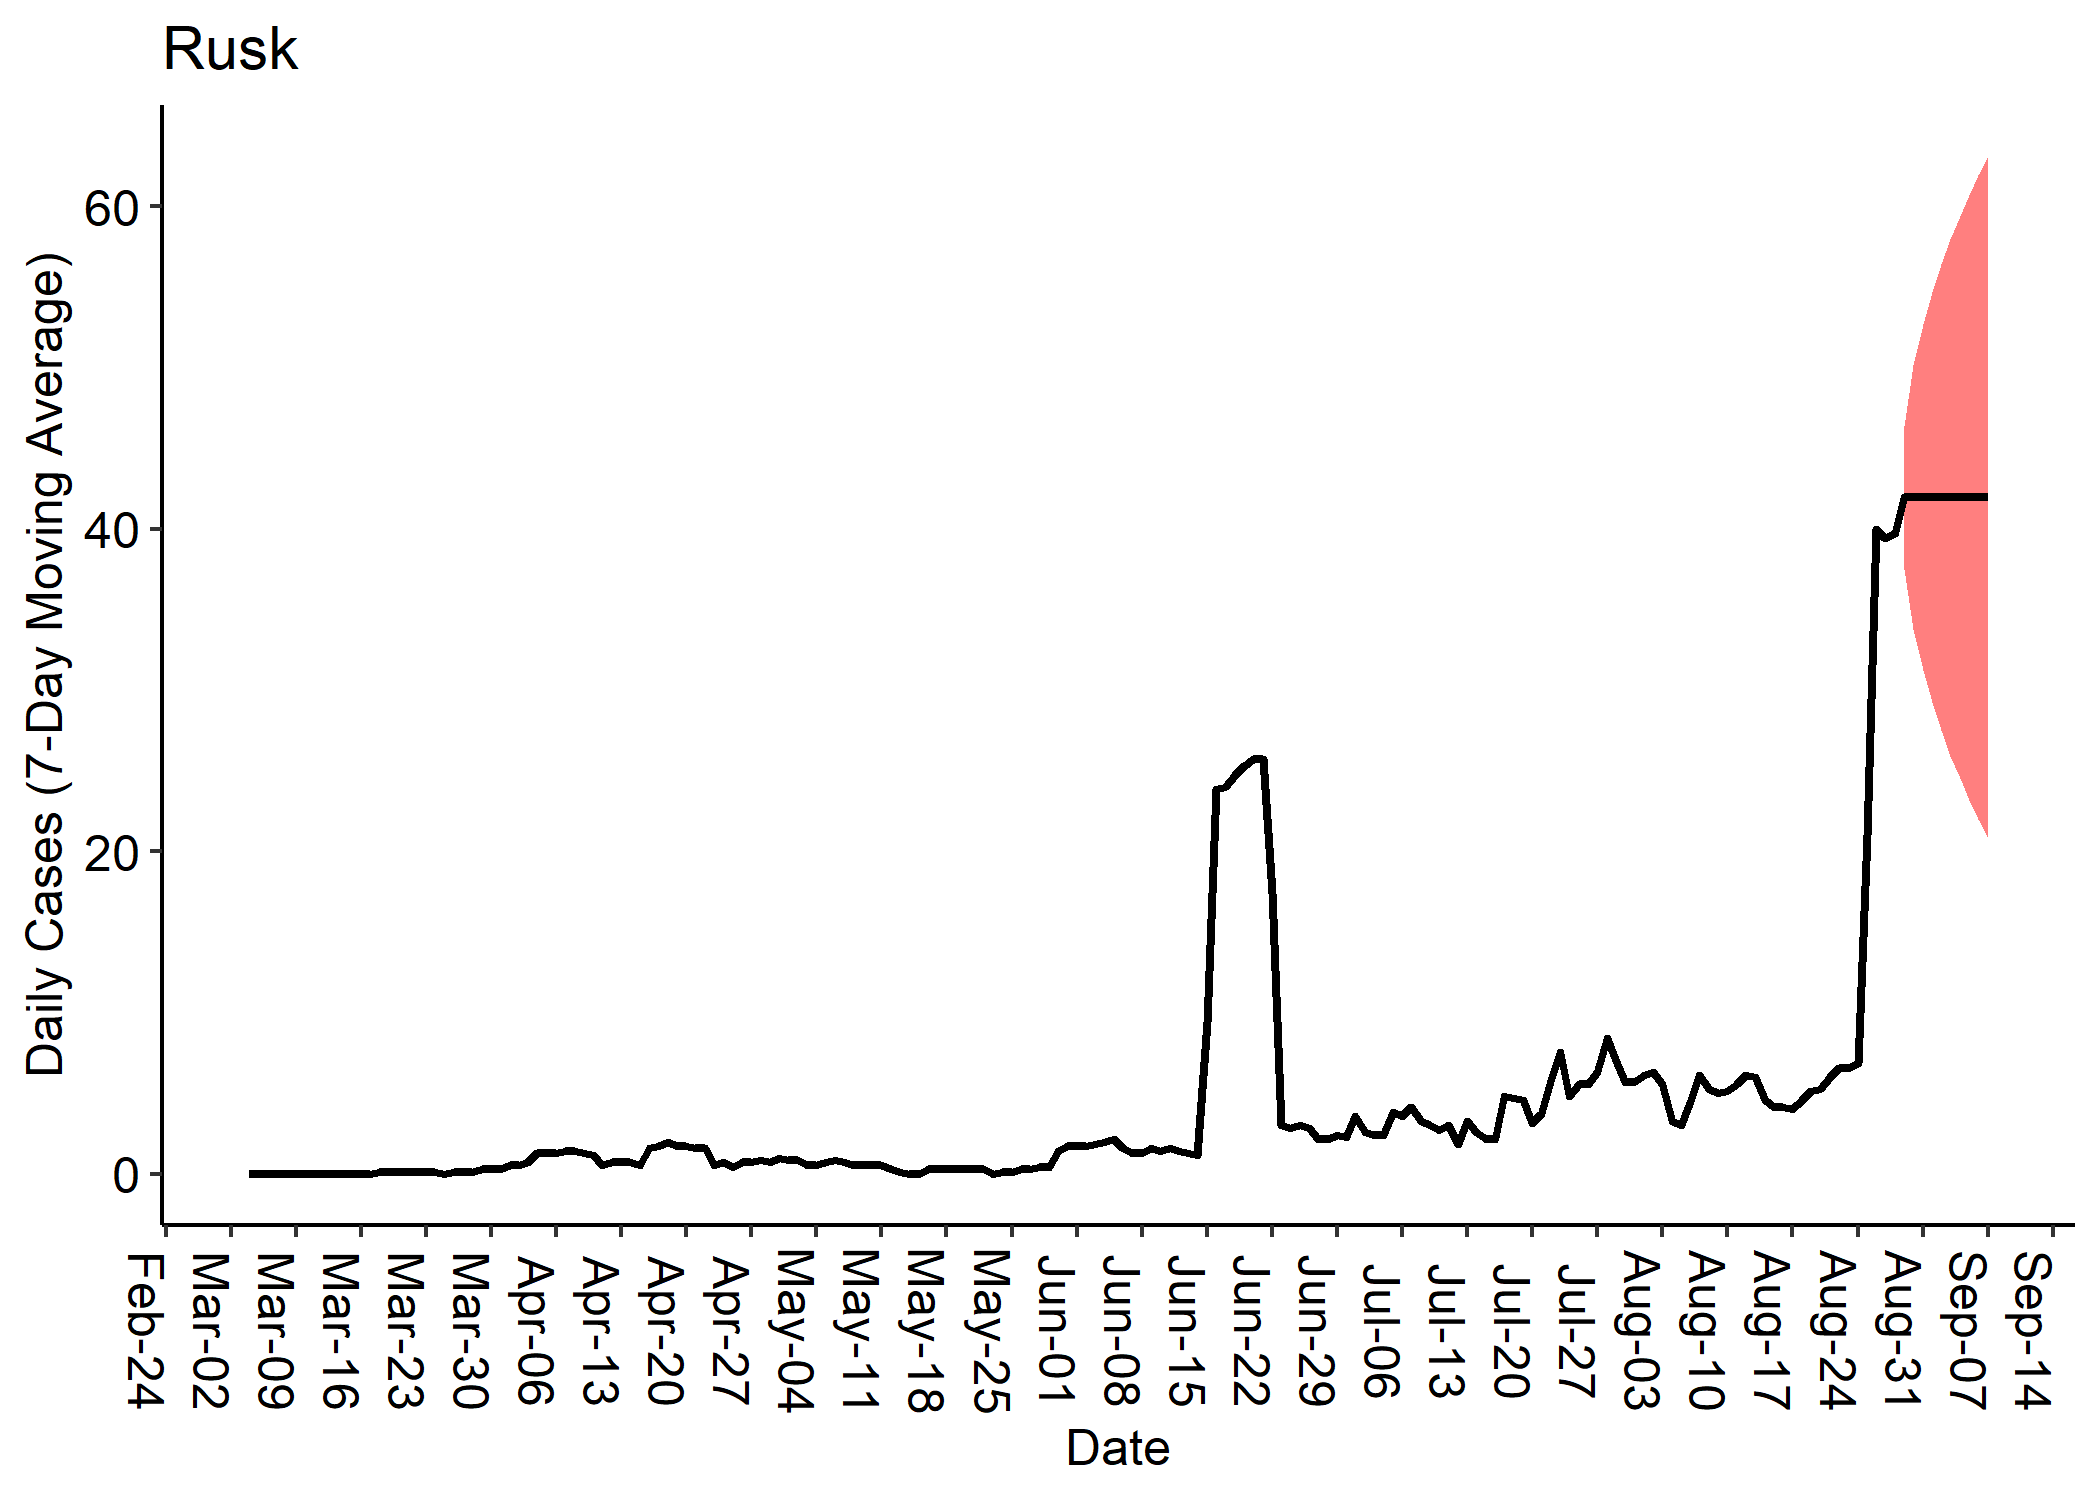 Rusk
Daily Cases (7-Day Moving Average)
60
40
20
0
Feb-24
Mar-02
Mar-09
Mar-16
Mar-23
Mar-30
Apr-06
Apr-13
Apr-20
Apr-27
May-04
May-11
May-18
May-25
Jun-01
Jun-08
Jun-15
Jun-22
Jun-29
Jul-06
Jul-13
Jul-20
Jul-27
Aug-03
Aug-10
Aug-17
Aug-24
Aug-31
Sep-07
Sep-14
Date